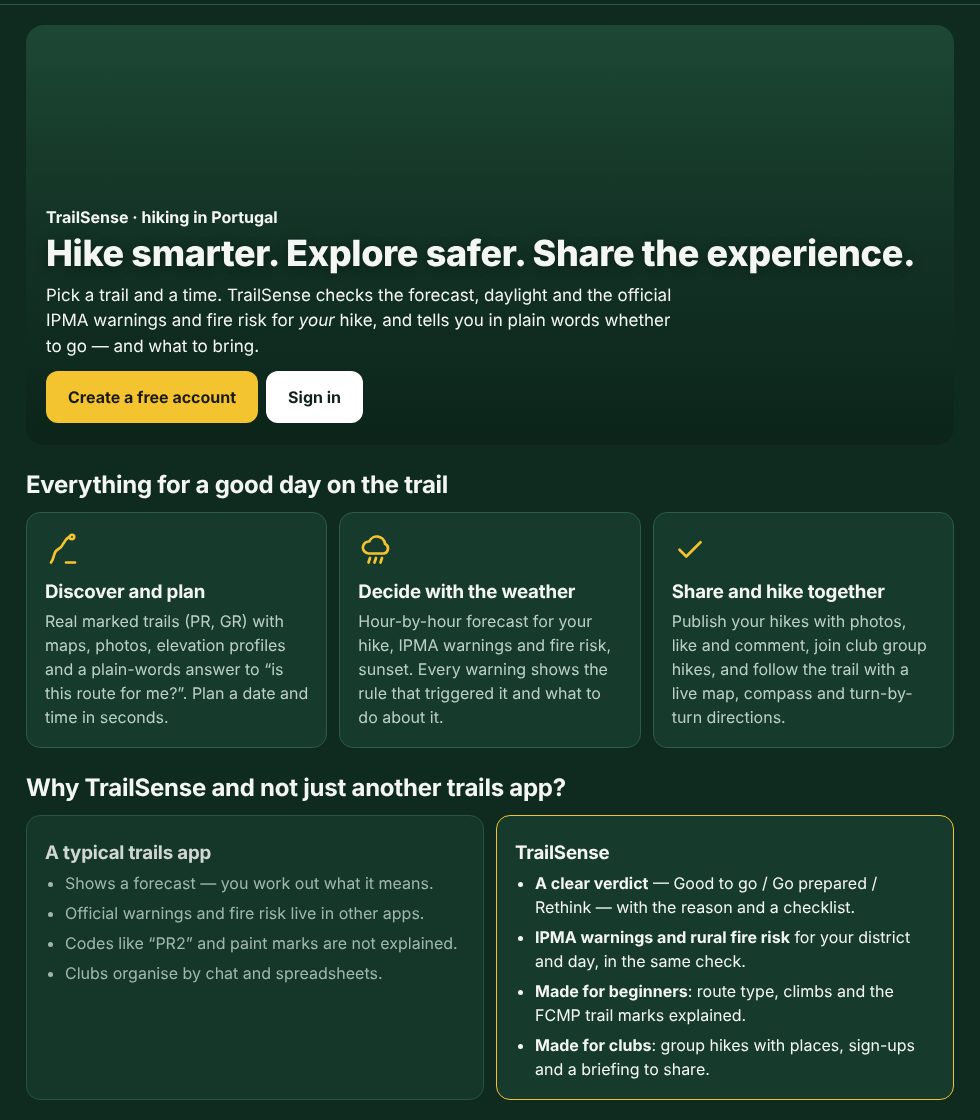 TrailSense · hiking in Portugal
Hike smarter. Explore safer. Share the experience.
Pick a trail and a time. TrailSense checks the forecast, daylight and the official
IPMA warnings and fire risk for your hike, and tells you in plain words whether
to go — and what to bring.
Create a free account
Sign in
Everything for a good day on the trail
Discover and plan
Real marked trails (PR, GR) with
maps, photos, elevation profiles
and a plain-words answer to “is
this route for me?”. Plan a date and
time in seconds.
Decide with the weather
Hour-by-hour forecast for your
hike, IPMA warnings and fire risk,
sunset. Every warning shows the
rule that triggered it and what to
do about it.
Share and hike together
Publish your hikes with photos,
like and comment, join club group
hikes, and follow the trail with a
live map, compass and turn-by-
turn directions.
Why TrailSense and not just another trails app?
A typical trails app
• Shows a forecast — you work out what it means.
• Official warnings and fire risk live in other apps.
• Codes like “PR2” and paint marks are not explained.
• Clubs organise by chat and spreadsheets.
TrailSense
• A clear verdict — Good to go / Go prepared /
Rethink — with the reason and a checklist.
• IPMA warnings and rural fire risk for your district
and day, in the same check.
• Made for beginners: route type, climbs and the
FCMP trail marks explained.
• Made for clubs: group hikes with places, sign-ups
and a briefing to share.